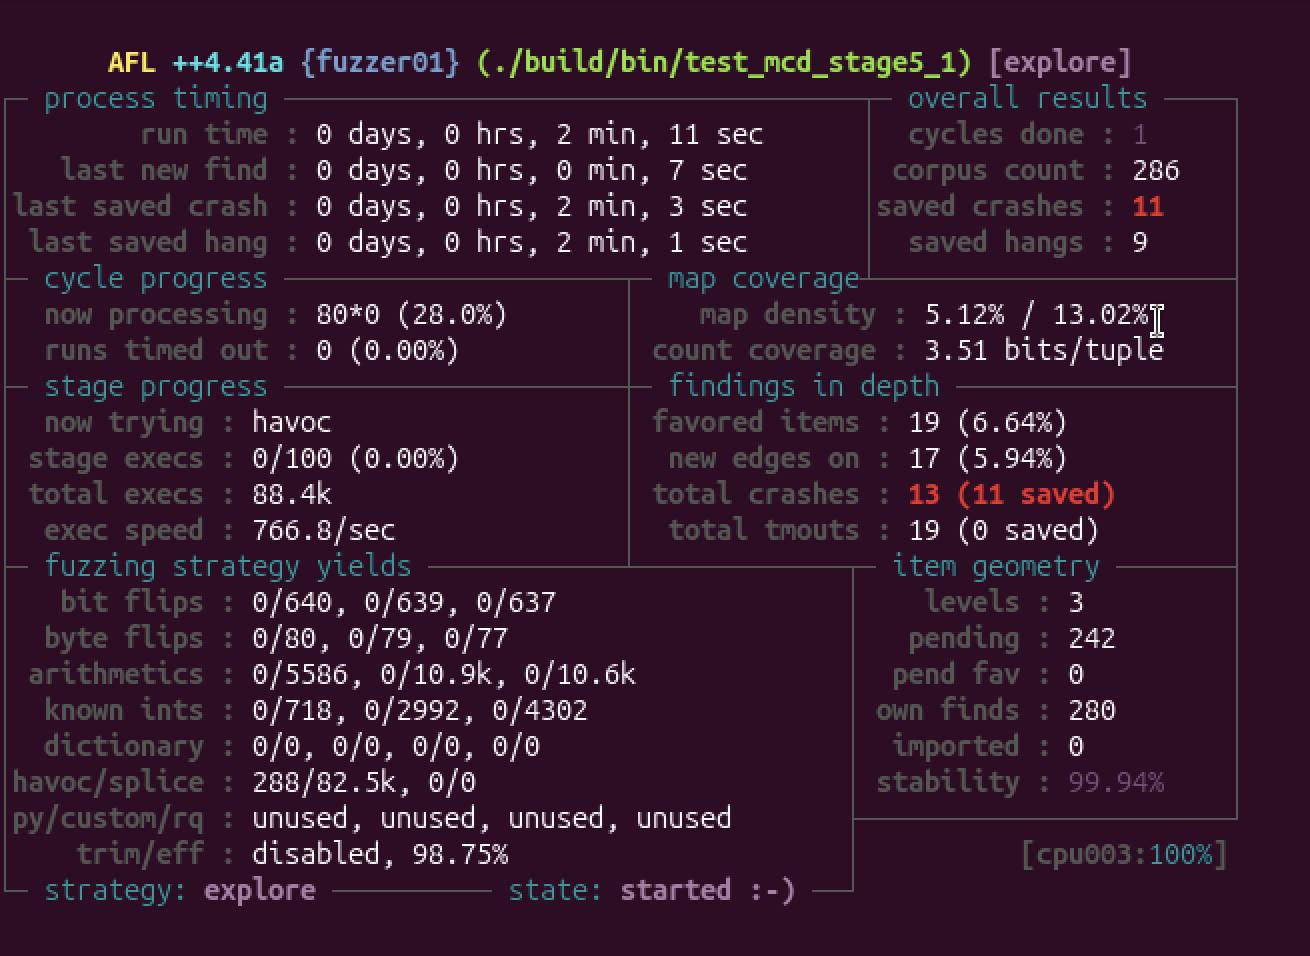 AFL ++4.41a {fuzzer01} (./build/bin/test_mcd_stage5_1) [explore]
process timing overall results
run time : 0 days, 0 hrs, 2 min, 11 sec cycles done : 1
last new find : 0 days, 0 hrs, 0 min, 7 sec corpus count : 286
last saved crash : 0 days, 0 hrs, 2 min, 3 sec saved crashes : 11
last saved hang : 0 days, 0 hrs, 2 min, 1 sec saved hangs : 9
cycle progress map coverage
now processing : 80*0 (28.0%) map density : 5.12% / 13.02%
runs timed out : 0 (0.00%) count coverage : 3.51 bits/tuple
stage progress findings in depth
now trying : havoc favored items : 19 (6.64%)
stage execs : 0/100 (0.00%) new edges on : 17 (5.94%)
total execs : 88.4k total crashes : 13 (11 saved)
exec speed : 766.8/sec total tmouts : 19 (0 saved)
fuzzing strategy yields item geometry
bit flips : 0/640, 0/639, 0/637 levels : 3
byte flips : 0/80, 0/79, 0/77 pending : 242
arithmetics : 0/5586, 0/10.9k, 0/10.6k pend fav : 0
known ints : 0/718, 0/2992, 0/4302 own finds : 280
dictionary : 0/0, 0/0, 0/0, 0/0 imported : 0
havoc/splice : 288/82.5k, 0/0 stability : 99.94%
py/custom/rq : unused, unused, unused, unused
trim/eff : disabled, 98.75% [cpu003:100%]
strategy: explore state: started :-)